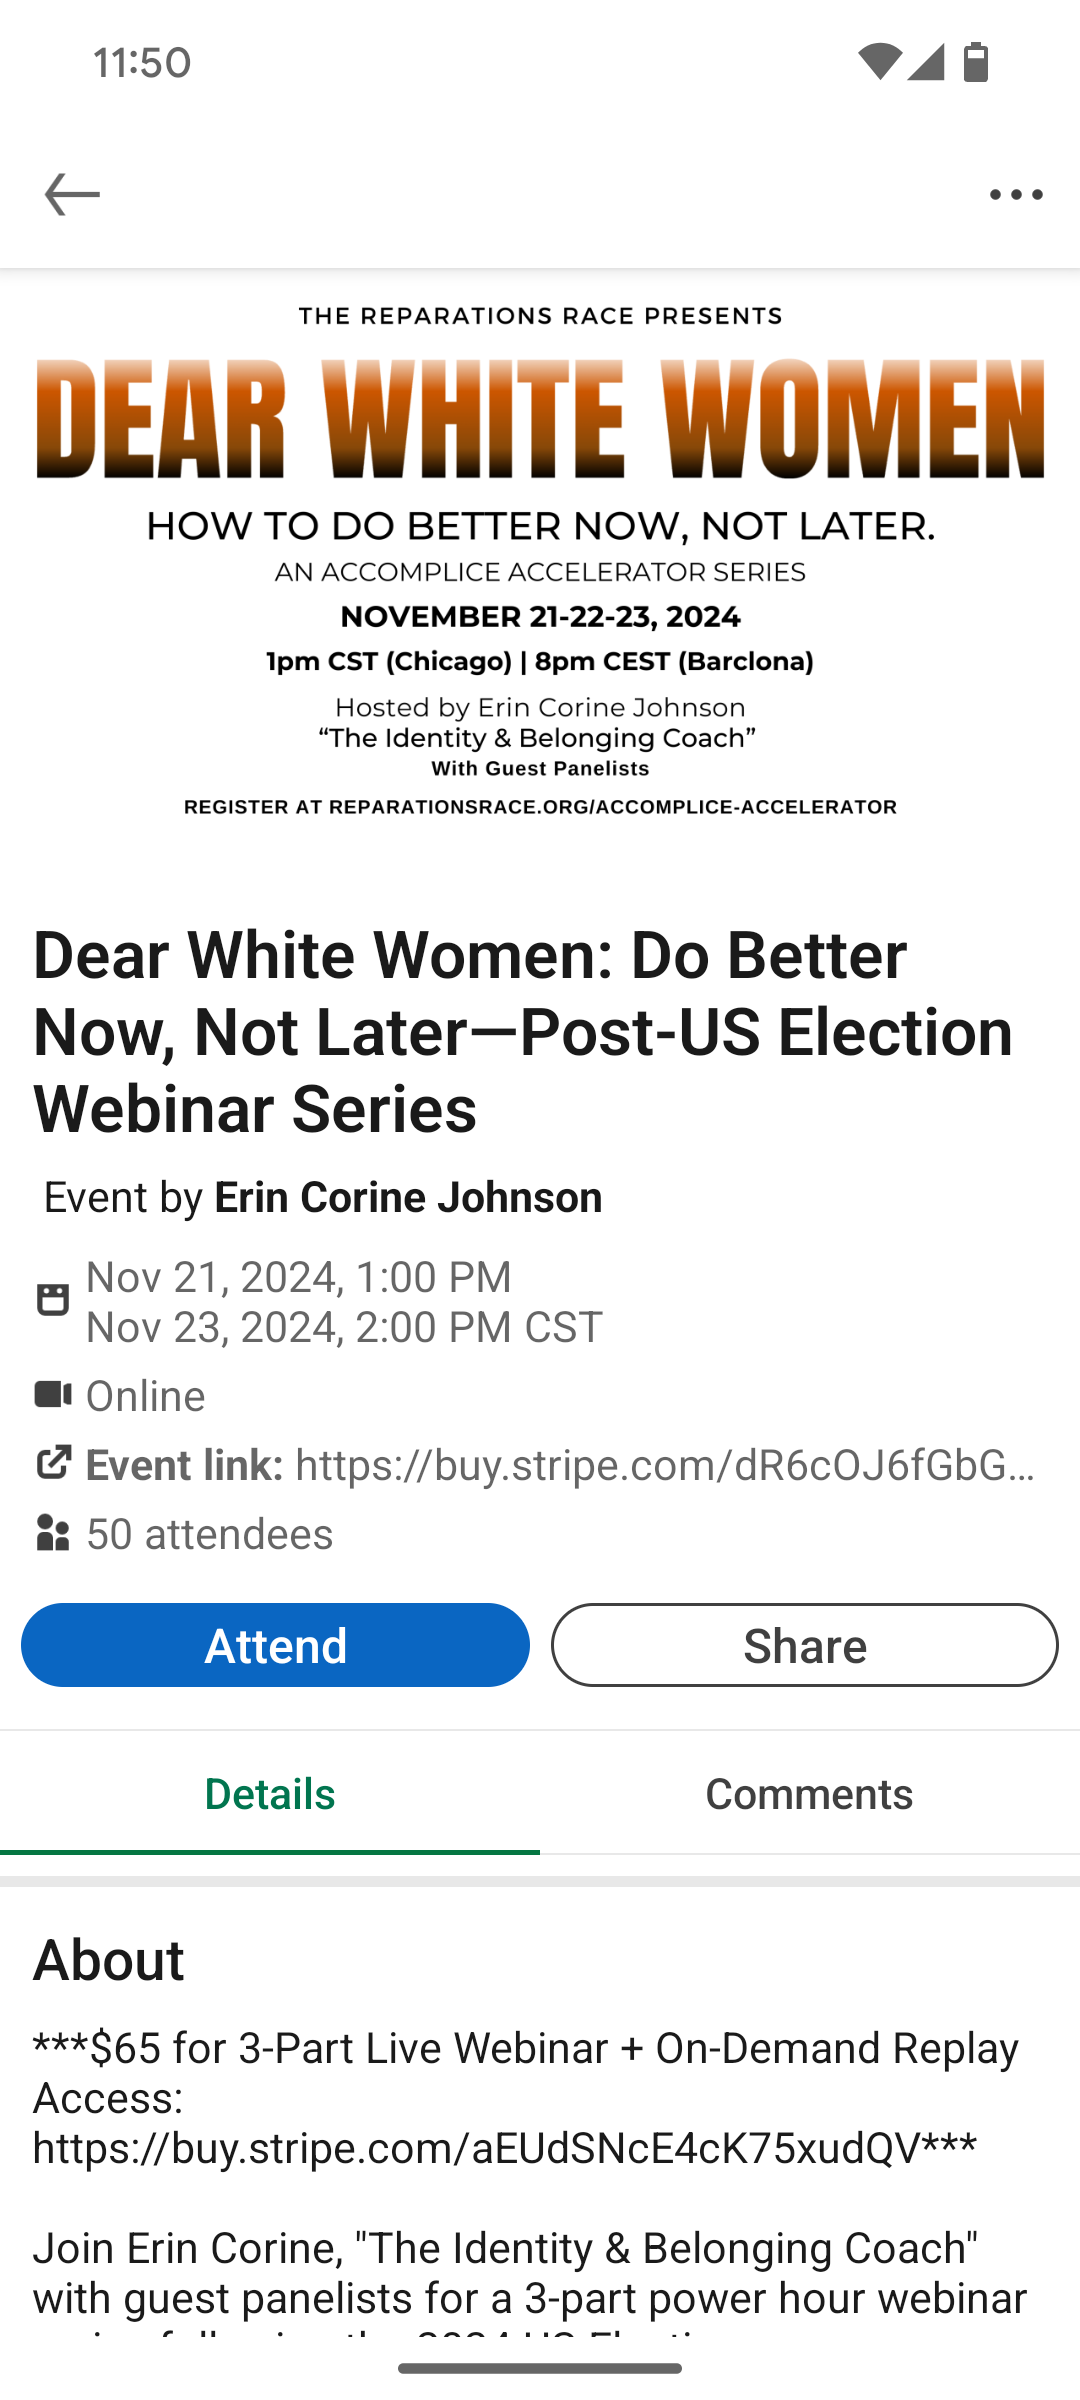 11:50
THE REPARATIONS RACE PRESENTS
DEAR WHITE WOMEN
HOW TO DO BETTER NOW, NOT LATER.
AN ACCOMPLICE ACCELERATOR SERIES
NOVEMBER 21-22-23, 2024
1pm CST (Chicago) | 8pm CEST (Barclona)
Hosted by Erin Corine Johnson
“The Identity & Belonging Coach”
With Guest Panelists
REGISTER AT REPARATIONSRACE.ORG/ACCOMPLICE-ACCELERATOR
Dear White Women: Do Better
Now, Not Later—Post-US Election
Webinar Series
Event by Erin Corine Johnson
Nov 21, 2024, 1:00 PM
Nov 23, 2024, 2:00 PM CST
Online
Event link: https://buy.stripe.com/dR6cOJ6fGbG...
50 attendees
Attend
Share
Details
Comments
About
***$65 for 3-Part Live Webinar + On-Demand Replay
Access:
https://buy.stripe.com/aEUdSNcE4cK75xudQV***
Join Erin Corine, "The Identity & Belonging Coach"
with guest panelists for a 3-part power hour webinar